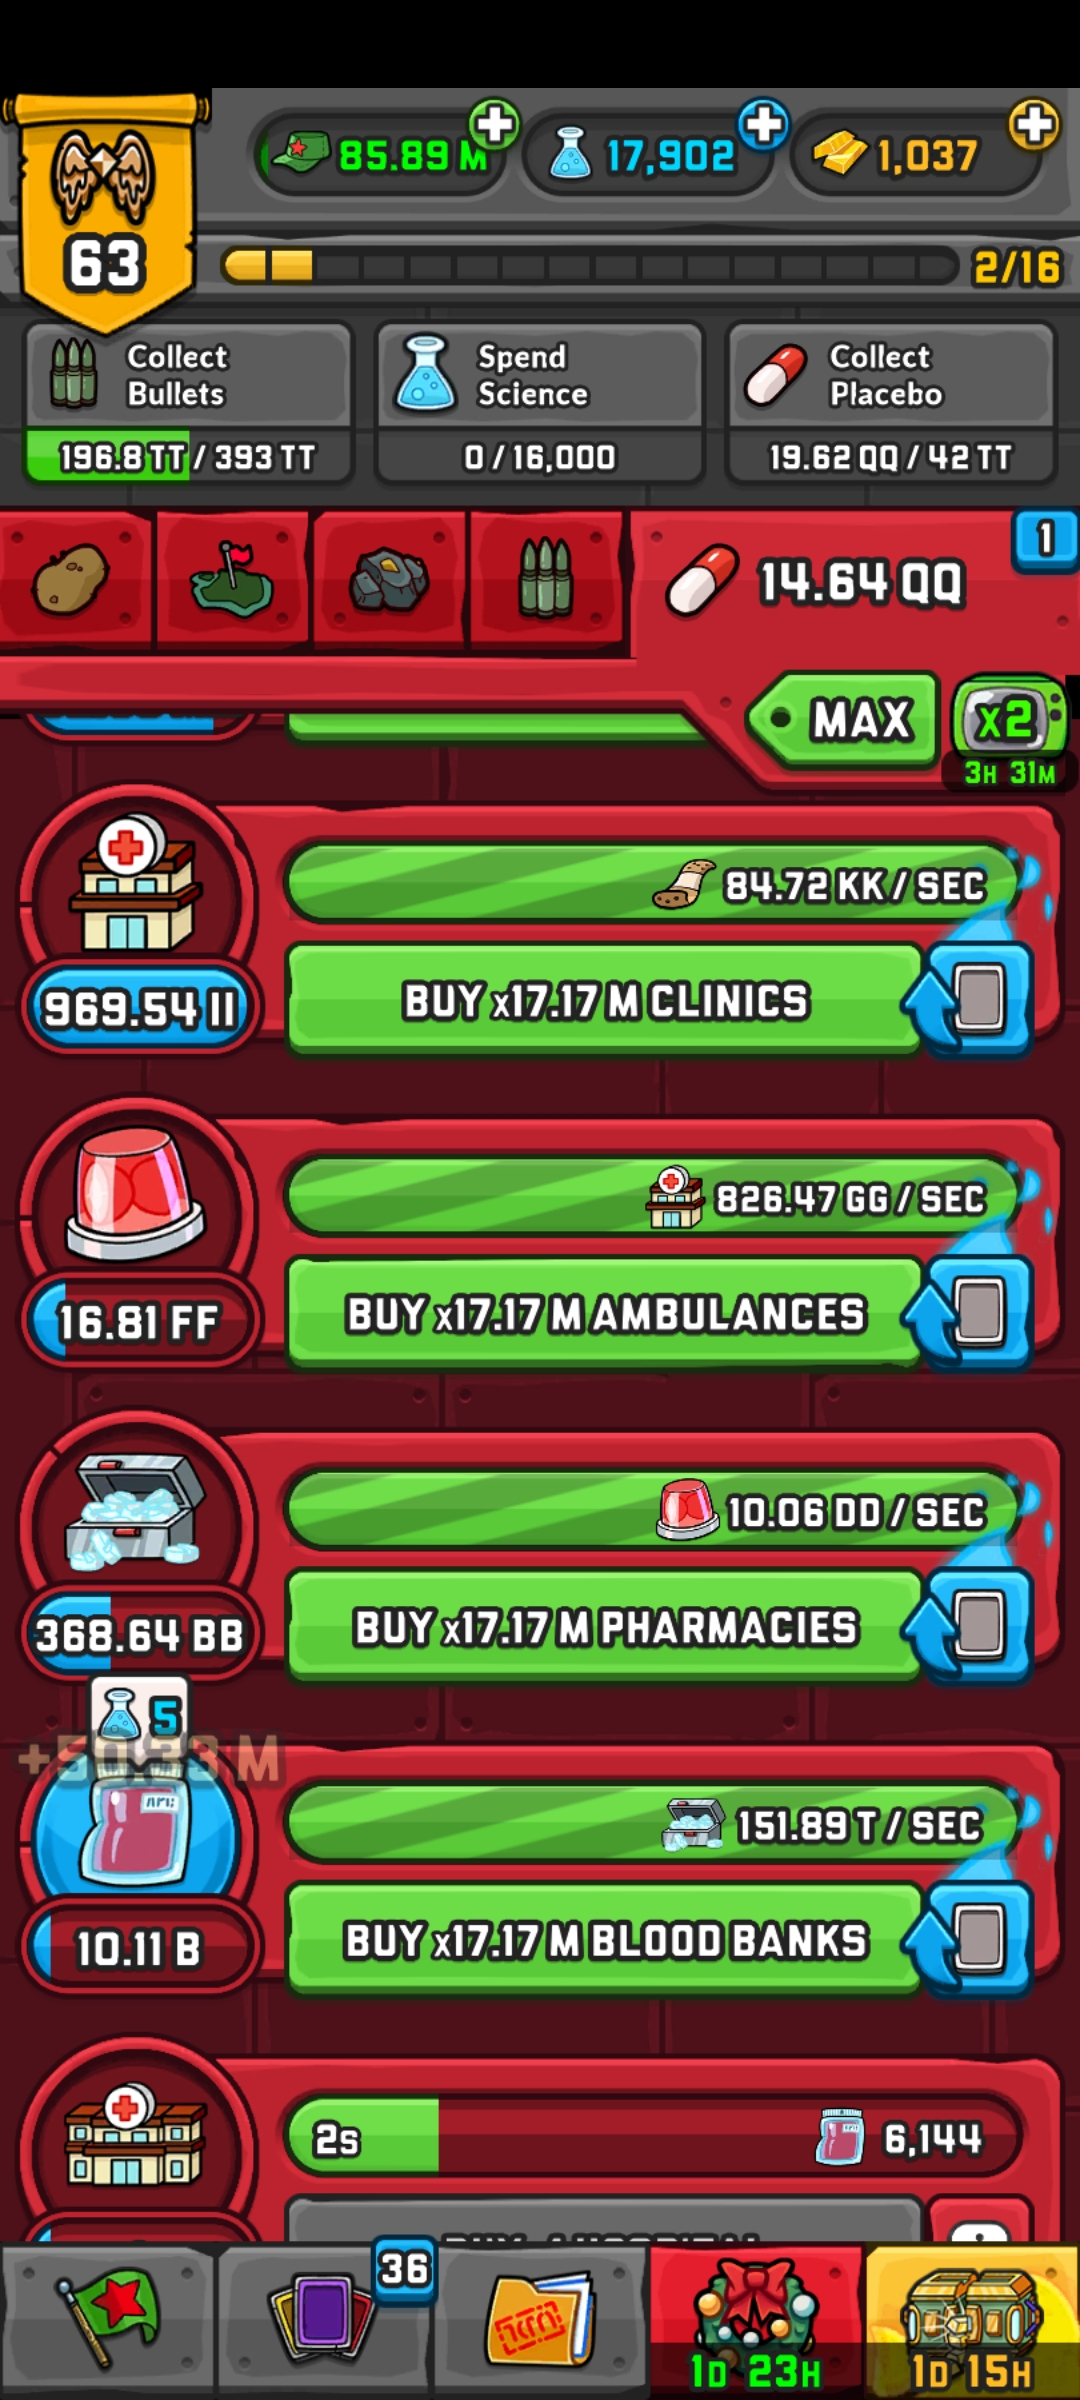 85.89 M
17,902
1,037
63
2/16
Collect
Bullets
Spend
Science
Collect
Placebo
196.8 TT / 393 TT
0 / 16,000
19.62 QQ / 42 TT
1
14.64 QQ
MAX
x2
3H 31M
84.72 KK / SEC
969.54 II
BUY x17.17 M CLINICS
826.47 GG / SEC
16.81 FF
BUY x17.17 M AMBULANCES
10.06 DD / SEC
368.64 BB
BUY x17.17 M PHARMACIES
5
+50.33 M
151.89 T / SEC
10.11 B
BUY x17.17 M BLOOD BANKS
2s
6,144
36
1D 23H
1D 15H